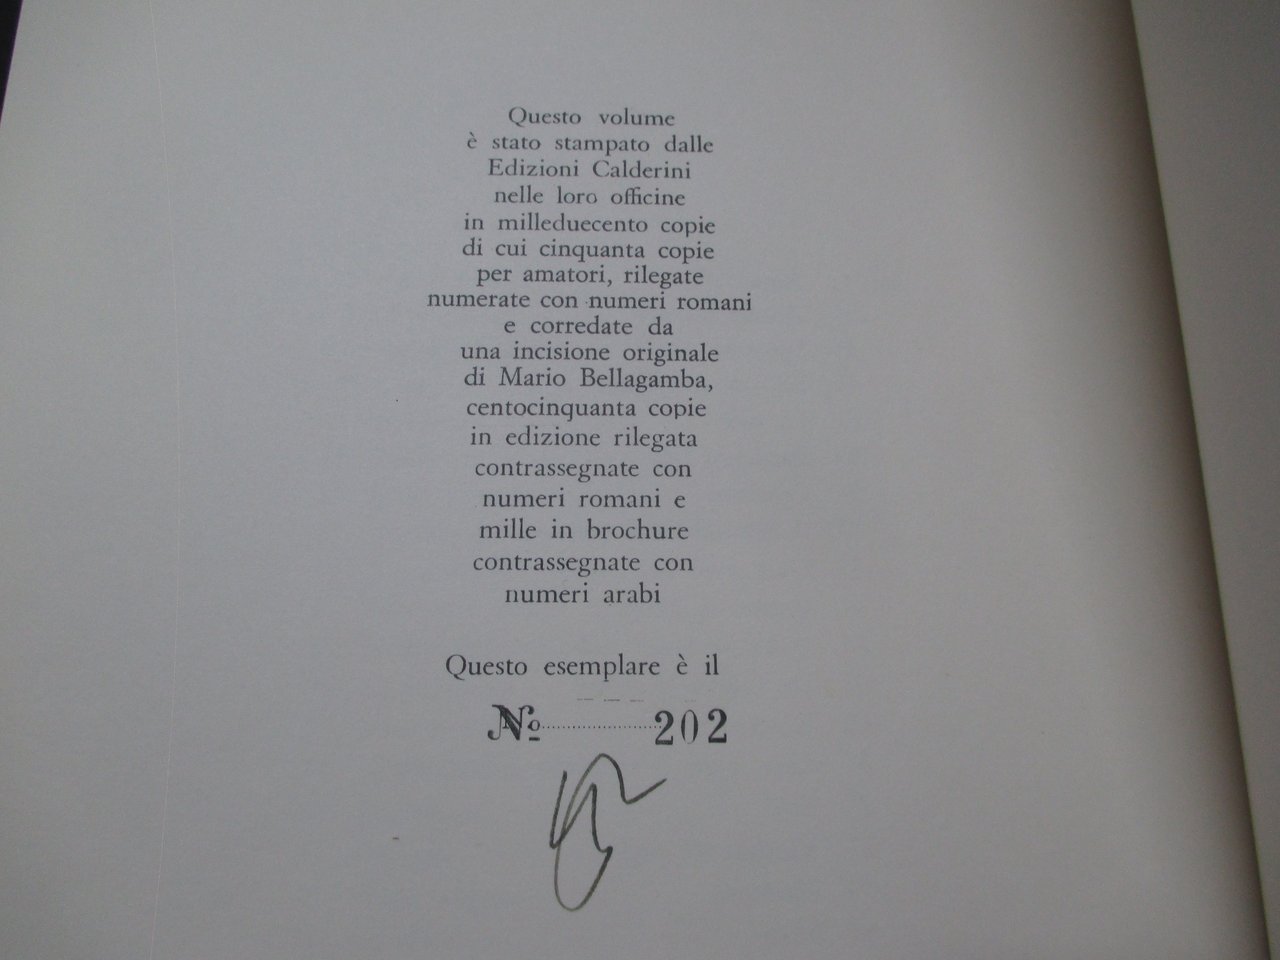 Questo volume
è stato stampato dalle
Edizioni Calderini
nelle loro officine
in milleduecento copie
di cui cinquanta copie
per amatori, rilegate
numerate con numeri romani
e corredate da
una incisione originale
di Mario Bellagamba,
centocinquanta copie
in edizione rilegata
contrassegnate con
numeri romani e
mille in brochure
contrassegnate con
numeri arabi
Questo esemplare è il
№ .................... 202